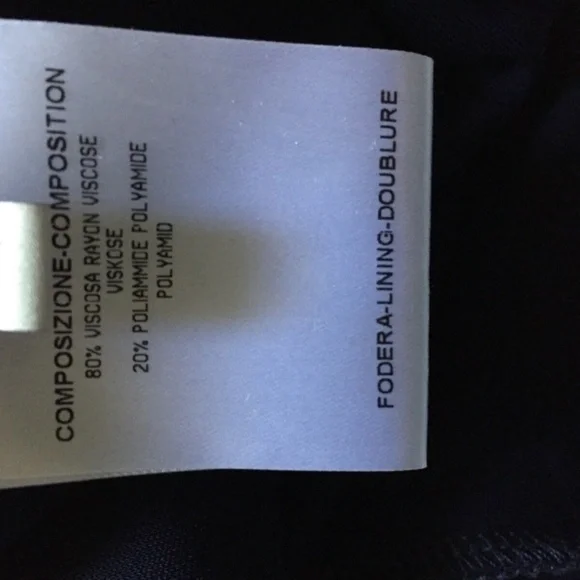 COMPOSIZIONE-COMPOSITION
80% VISCOSA RAYON VISCOSE
VISKOSE
20% POLIAMMIDE POLYAMIDE
POLYAMID
FODERA-LINING-DOUBLURE